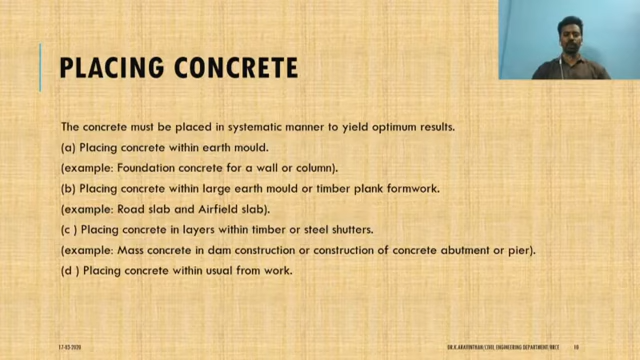 PLACING CONCRETE
The concrete must be placed in systematic manner to yield optimum results.
(a) Placing concrete within earth mould.
(example: Foundation concrete for a wall or column).
(b) Placing concrete within large earth mould or timber plank formwork.
(example: Road slab and Airfield slab).
(c ) Placing concrete in layers within timber or steel shutters.
(example: Mass concrete in dam construction or construction of concrete abutment or pier).
(d ) Placing concrete within usual from work.
17-03-2020
CIVIL ENGINEERING DEPARTMENT
10